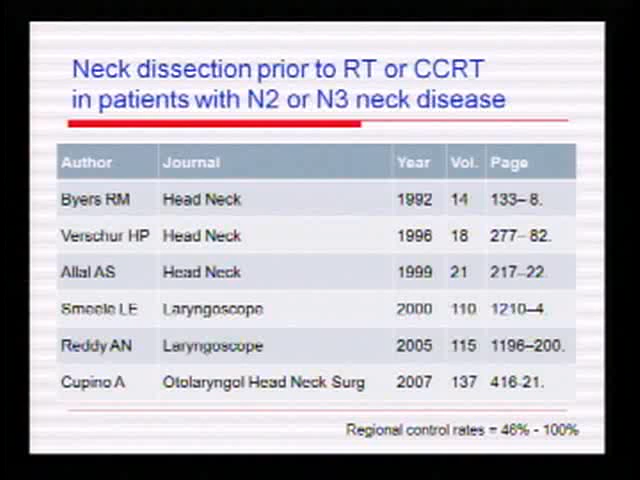 Neck dissection prior to RT or CCRT
in patients with N2 or N3 neck disease
Author Journal Year Vol. Page
Byers RM Head Neck 1992 14 133–8.
Verschur HP Head Neck 1996 18 277–82.
Allal AS Head Neck 1999 21 217–22.
Smeele LE Laryngoscope 2000 110 1210–4.
Reddy AN Laryngoscope 2005 115 1196–200.
Cupino A Otolaryngol Head Neck Surg 2007 137 416-21.
Regional control rates = 46% - 100%